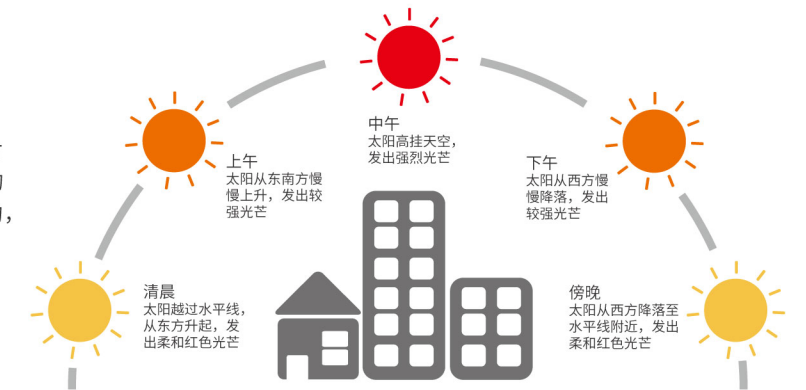 中午
太阳高挂天空，
发出强烈光芒
上午
太阳从东南方慢
慢上升，发出较
强光芒
下午
太阳从西方慢
慢降落，发出
较强光芒
清晨
太阳越过水平线，
从东方升起，发
出柔和红色光芒
傍晚
太阳从西方降落至
水平线附近，发出
柔和红色光芒